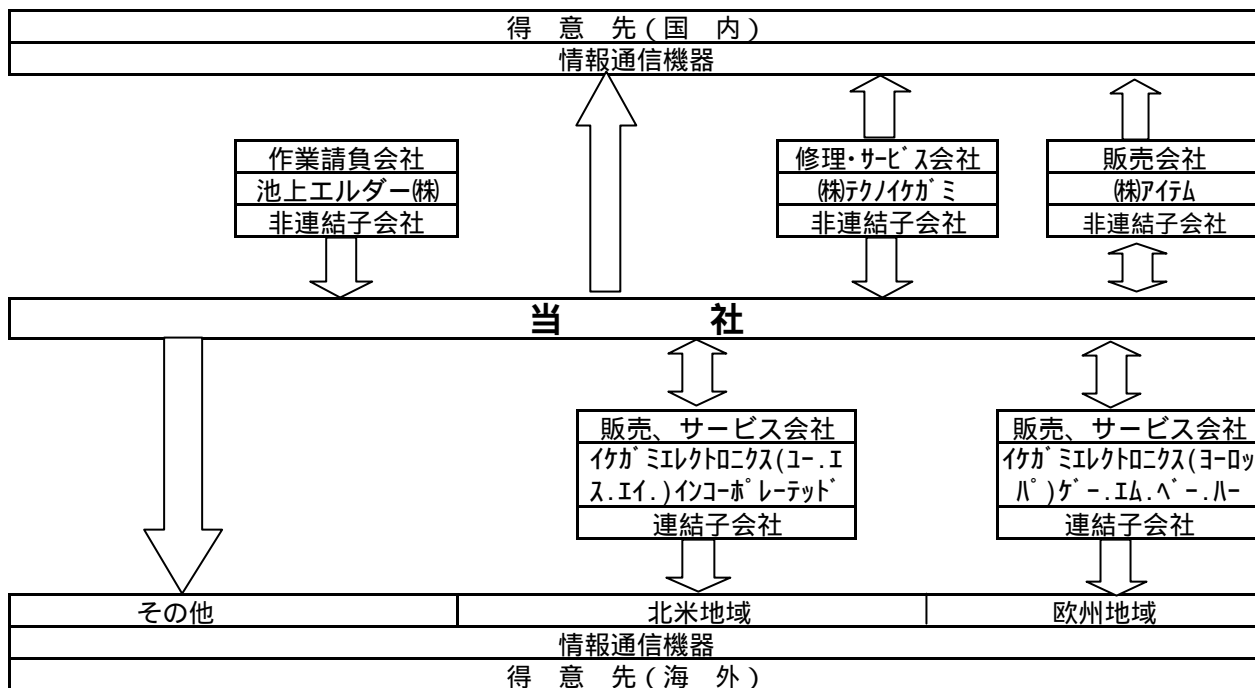 得 意 先(国 内)
情報通信機器
作業請負会社
池上エルダー㈱
非連結子会社
修理・ｻｰﾋﾞｽ会社
㈱ﾃｸﾉｲｹｶﾞﾐ
非連結子会社
販売会社
㈱ｱｲﾃﾑ
非連結子会社
当 社
販売、サービス会社
ｲｹｶﾞﾐｴﾚｸﾄﾛﾆｸｽ(ﾕｰ.ｴ
ｽ.ｴｲ.)ｲﾝｺｰﾎﾟﾚｰﾃｯﾄﾞ
連結子会社
販売、サービス会社
ｲｹｶﾞﾐｴﾚｸﾄﾛﾆｸｽ(ﾖｰﾛｯ
ﾊﾟ)ｹﾞｰ.ｴﾑ.ﾍﾞｰ.ﾊｰ
連結子会社
その他
北米地域
欧州地域
情報通信機器
得 意 先(海 外)